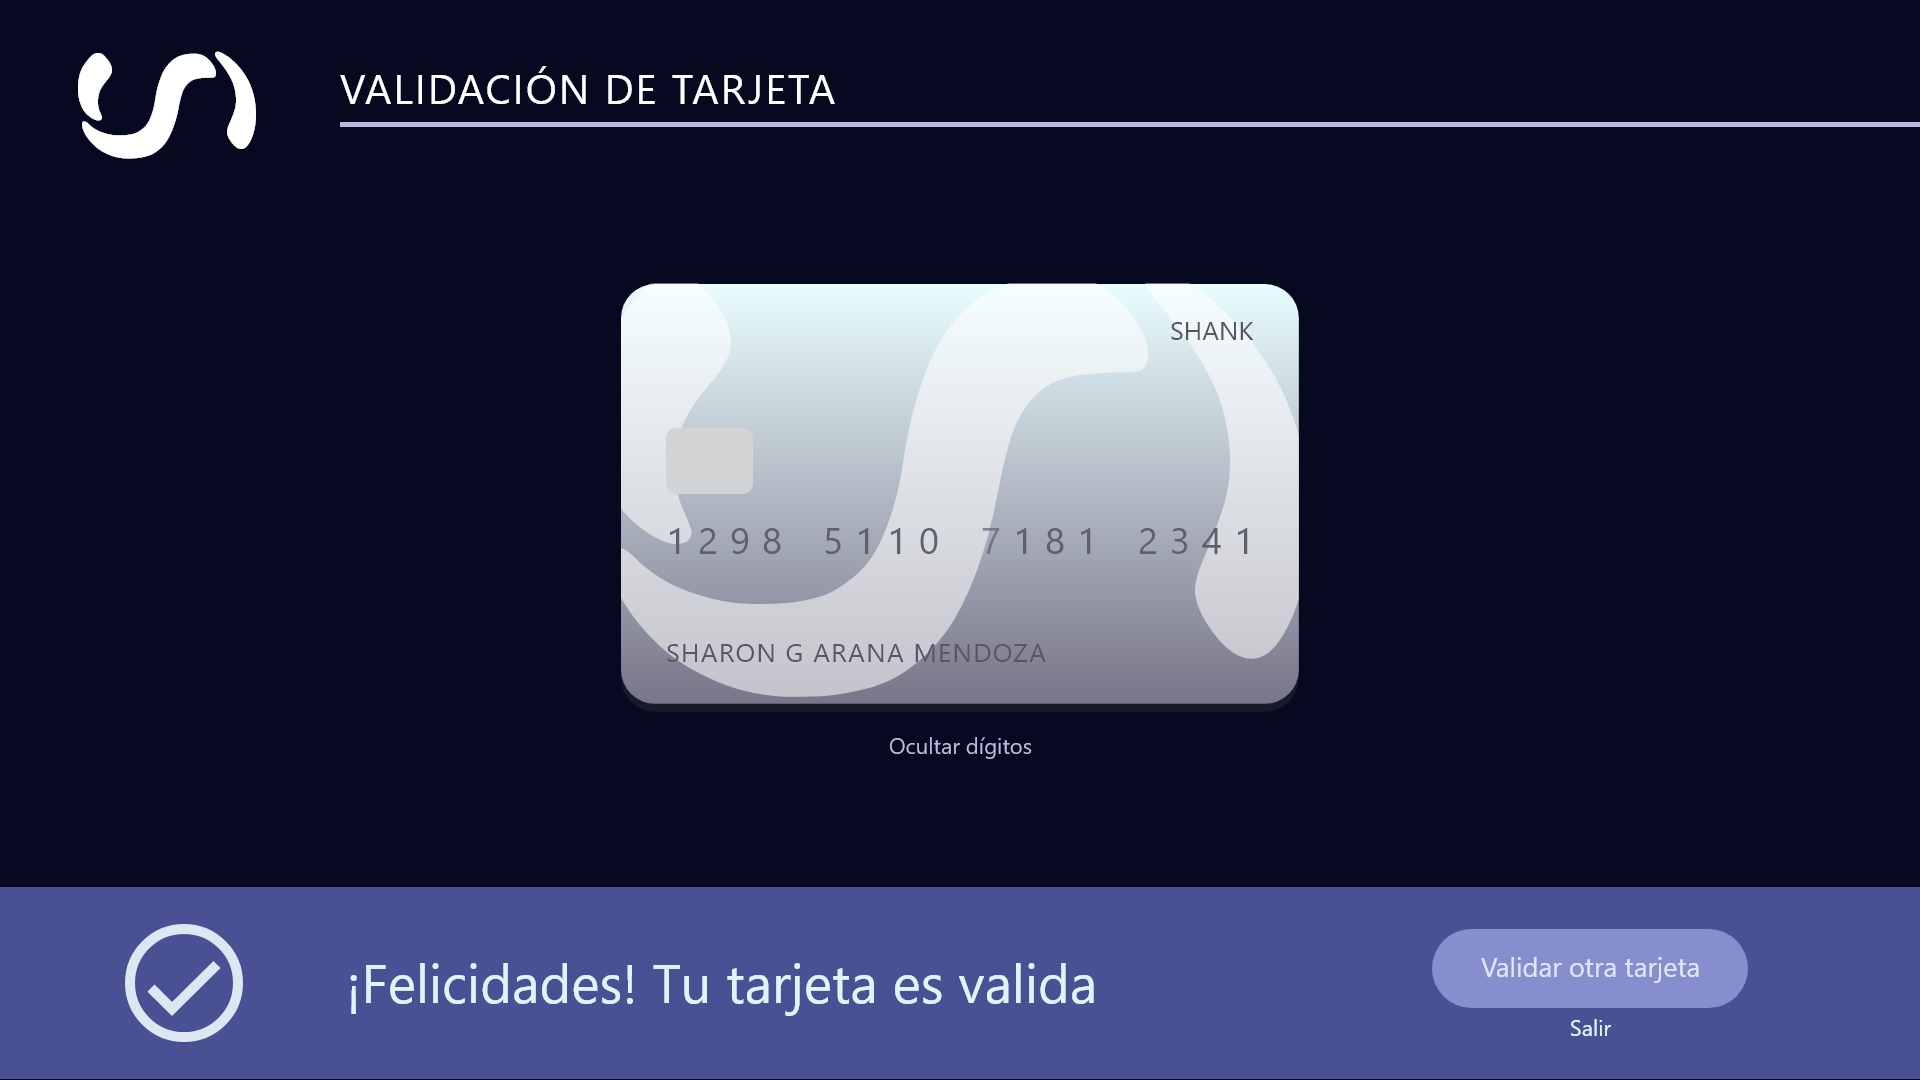 VALIDACIÓN DE TARJETA
SHANK
1298 5110 7181 2341
SHARON G ARANA MENDOZA
Ocultar dígitos
¡Felicidades! Tu tarjeta es valida
Validar otra tarjeta
Salir